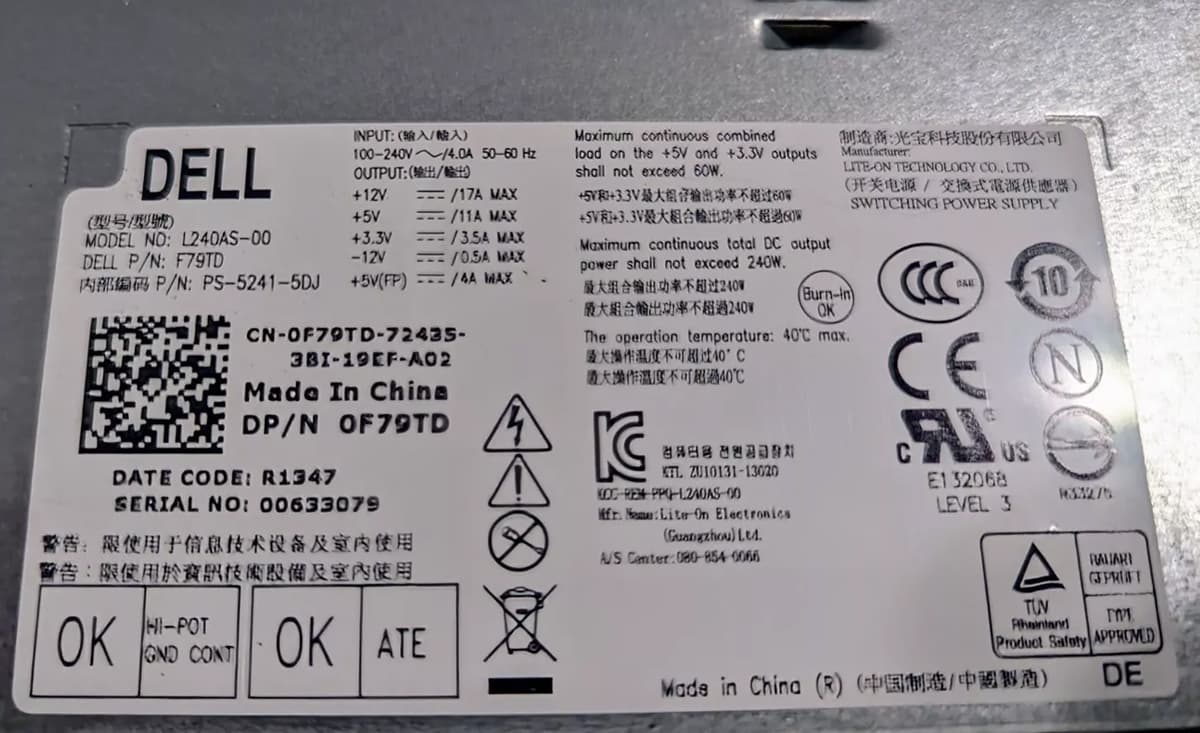 DELL
(型号/型號)
MODEL NO: L240AS-00
DELL P/N: F79TD
内部編码 P/N: PS-5241-5DJ
INPUT: (输入/輸入)
100-240V ～/4.0A 50-60 Hz
OUTPUT: (输出/輸出)
+12V ⎓ /17A MAX
+5V ⎓ /11A MAX
+3.3V ⎓ /3.5A MAX
-12V ⎓ /0.5A MAX
+5V(FP) ⎓ /4A MAX
CN-0F79TD-72435-
3BI-19EF-A02
Made In China
DP/N 0F79TD
DATE CODE: R1347
SERIAL NO: 00633079
警告: 限使用于信息技术设备及室内使用
警告: 限使用於資訊技術設備及室內使用
OK
HI-POT
GND CONT
OK
ATE
Maximum continuous combined
load on the +5V and +3.3V outputs
shall not exceed 60W.
+5V和+3.3V最大组合输出功率不超过60W
+5V和+3.3V最大組合輸出功率不超過60W
Maximum continuous total DC output
power shall not exceed 240W.
最大组合输出功率不超过240W
最大組合輸出功率不超過240W
Burn-in
OK
The operation temperature: 40℃ max.
最大操作温度不可超过40° C
最大操作溫度不可超過40℃
컴퓨터용 전원공급장치
KTL ZU10131-13020
KCC-REM-PPQ-L240AS-00
Mfr. Name: Lite-On Electronics
(Guangzhou) Ltd.
A/S Center: 080-854-0066
制造商:光宝科技股份有限公司
Manufacturer:
LITE-ON TECHNOLOGY CO., LTD.
(开关电源 / 交換式電源供應器)
SWITCHING POWER SUPPLY
CCC
S&E
10
CE
N
c RU US
E132068
LEVEL 3
R33275
TÜV
Rheinland
Product Safety
BAUART
GEPRÜFT
TYPE
APPROVED
Made in China (R) (中国制造/中國製造)
DE